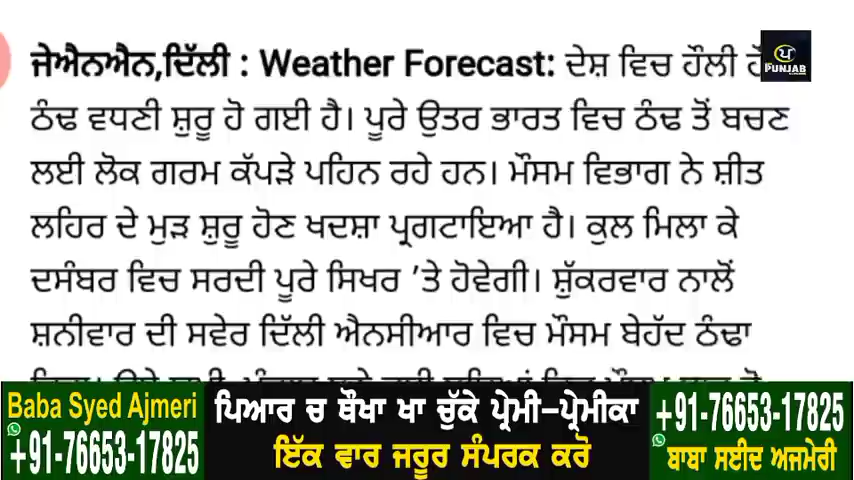 ਜੇਐਨਐਨ,ਦਿੱਲੀ : Weather Forecast: ਦੇਸ਼ ਵਿਚ ਹੌਲੀ
ਪ
PUNJAB
ਠੰਢ ਵਧਣੀ ਸ਼ੁਰੂ ਹੋ ਗਈ ਹੈ। ਪੂਰੇ ਉਤਰ ਭਾਰਤ ਵਿਚ ਠੰਢ ਤੋਂ ਬਚਣ
ਲਈ ਲੋਕ ਗਰਮ ਕੱਪੜੇ ਪਹਿਨ ਰਹੇ ਹਨ। ਮੌਸਮ ਵਿਭਾਗ ਨੇ ਸ਼ੀਤ
ਲਹਿਰ ਦੇ ਮੁੜ ਸ਼ੁਰੂ ਹੋਣ ਖਦਸ਼ਾ ਪ੍ਰਗਟਾਇਆ ਹੈ। ਕੁਲ ਮਿਲਾ ਕੇ
ਦਸੰਬਰ ਵਿਚ ਸਰਦੀ ਪੂਰੇ ਸਿਖਰ ’ਤੇ ਹੋਵੇਗੀ। ਸ਼ੁੱਕਰਵਾਰ ਨਾਲੋਂ
ਸ਼ਨੀਵਾਰ ਦੀ ਸਵੇਰ ਦਿੱਲੀ ਐਨਸੀਆਰ ਵਿਚ ਮੌਸਮ ਬੇਹੱਦ ਠੰਢਾ
Baba Syed Ajmeri
+91-76653-17825
ਪਿਆਰ ਚ ਥੌਖਾ ਖਾ ਚੁੱਕੇ ਪ੍ਰੇਮੀ-ਪ੍ਰੇਮੀਕਾ
ਇੱਕ ਵਾਰ ਜਰੂਰ ਸੰਪਰਕ ਕਰੋ
+91-76653-17825
ਬਾਬਾ ਸਈਦ ਅਜਮੇਰੀ